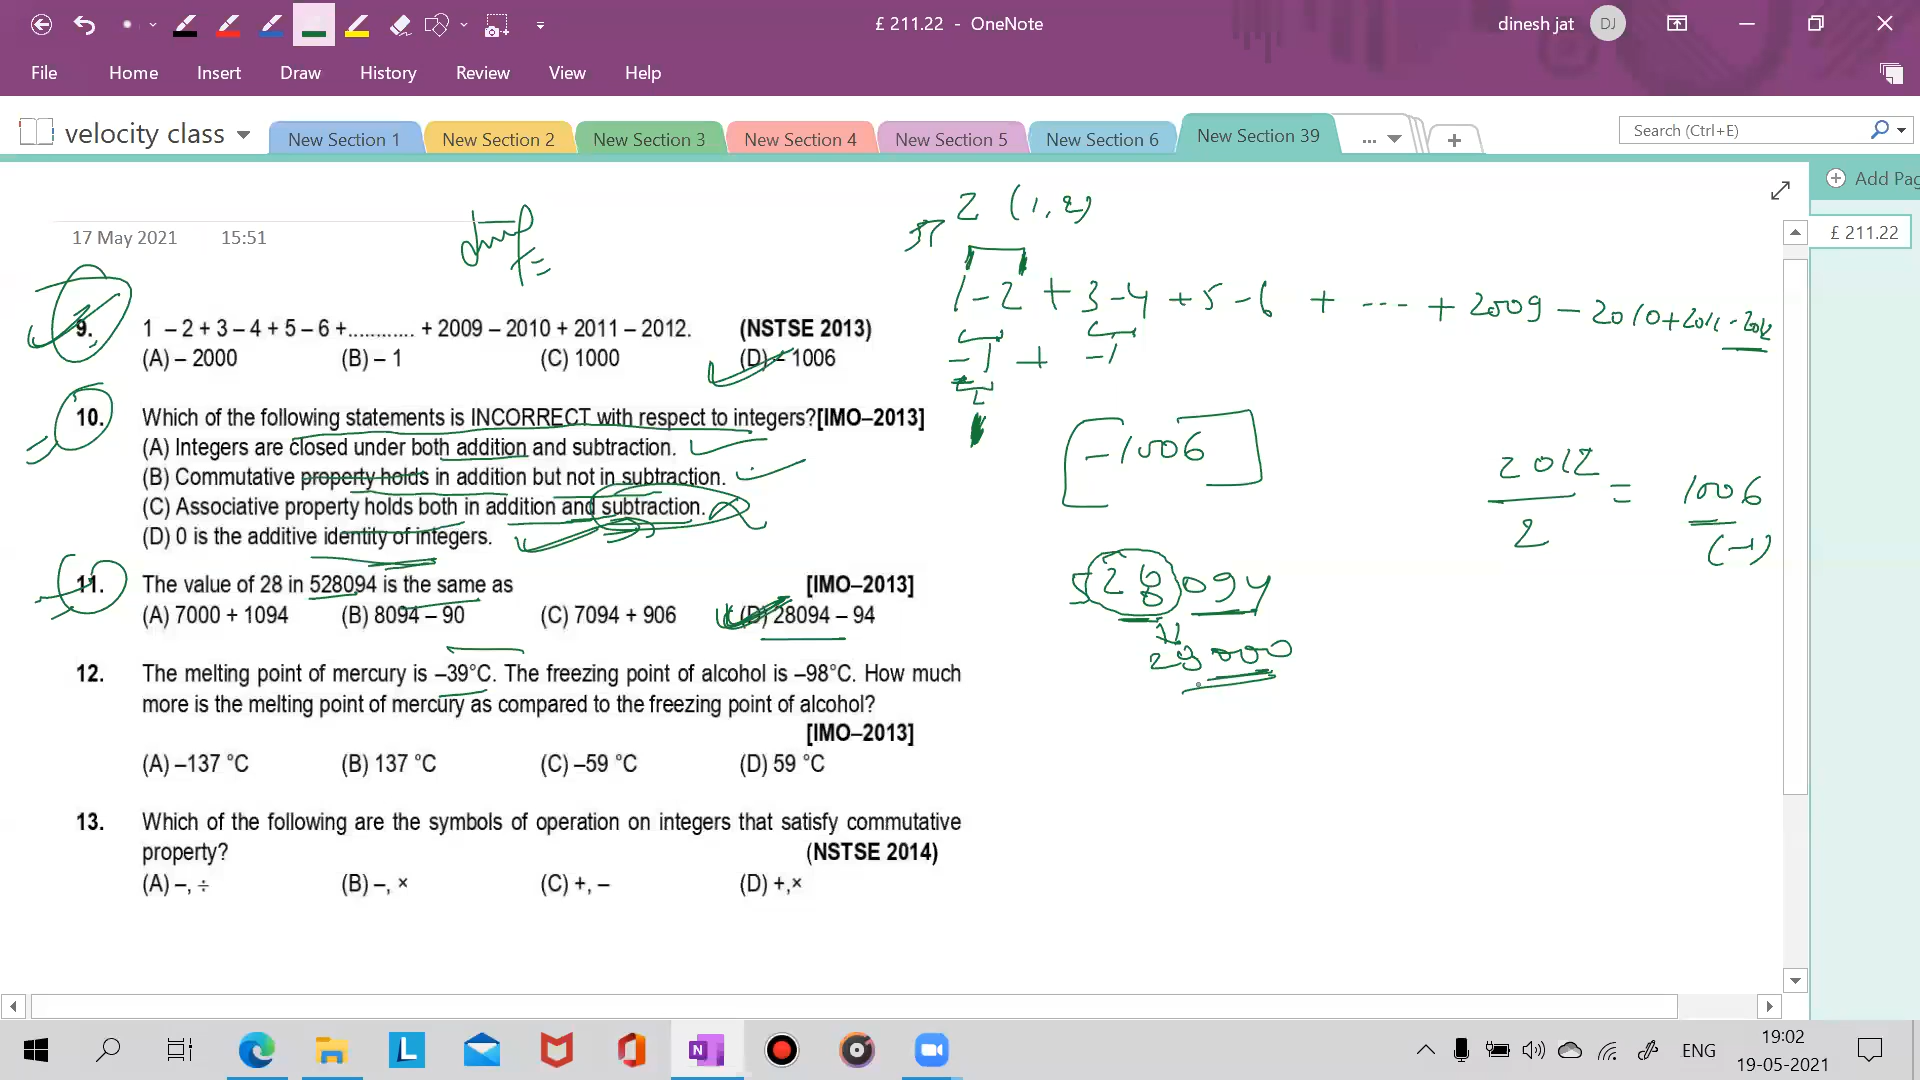 £ 211.22 - OneNote
dinesh jat
DJ
File Home Insert Draw History Review View Help
velocity class
New Section 1 New Section 2 New Section 3 New Section 4 New Section 5 New Section 6 New Section 39 ...
Search (Ctrl+E)
Add Pag
£ 211.22
17 May 2021 15:51
9. 1 – 2 + 3 – 4 + 5 – 6 +............ + 2009 – 2010 + 2011 – 2012. (NSTSE 2013)
(A) – 2000 (B) – 1 (C) 1000 (D) – 1006
10. Which of the following statements is INCORRECT with respect to integers?[IMO–2013]
(A) Integers are closed under both addition and subtraction.
(B) Commutative property holds in addition but not in subtraction.
(C) Associative property holds both in addition and subtraction.
(D) 0 is the additive identity of integers.
11. The value of 28 in 528094 is the same as [IMO–2013]
(A) 7000 + 1094 (B) 8094 – 90 (C) 7094 + 906 (D) 28094 – 94
12. The melting point of mercury is –39°C. The freezing point of alcohol is –98°C. How much
more is the melting point of mercury as compared to the freezing point of alcohol?
[IMO–2013]
(A) –137 °C (B) 137 °C (C) –59 °C (D) 59 °C
13. Which of the following are the symbols of operation on integers that satisfy commutative
property? (NSTSE 2014)
(A) –, ÷ (B) –, × (C) +, – (D) +,×
2 (1, 2)
1 - 2 + 3 - 4 + 5 - 6 + --- + 2009 - 2010 + 2011 - 2012
-1 + -1
2
-1006
2012
2
= 1006
(-1)
528094
28000
ENG
19:02
19-05-2021